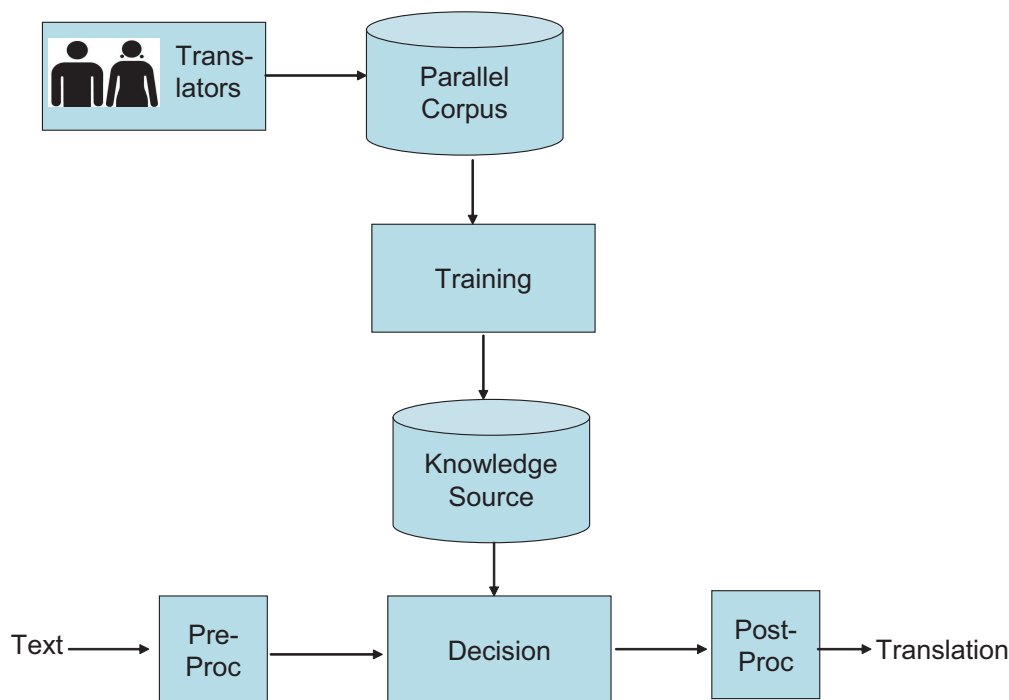 Trans-
lators
Parallel
Corpus
Training
Knowledge
Source
Text
Pre-
Proc
Decision
Post-
Proc
Translation